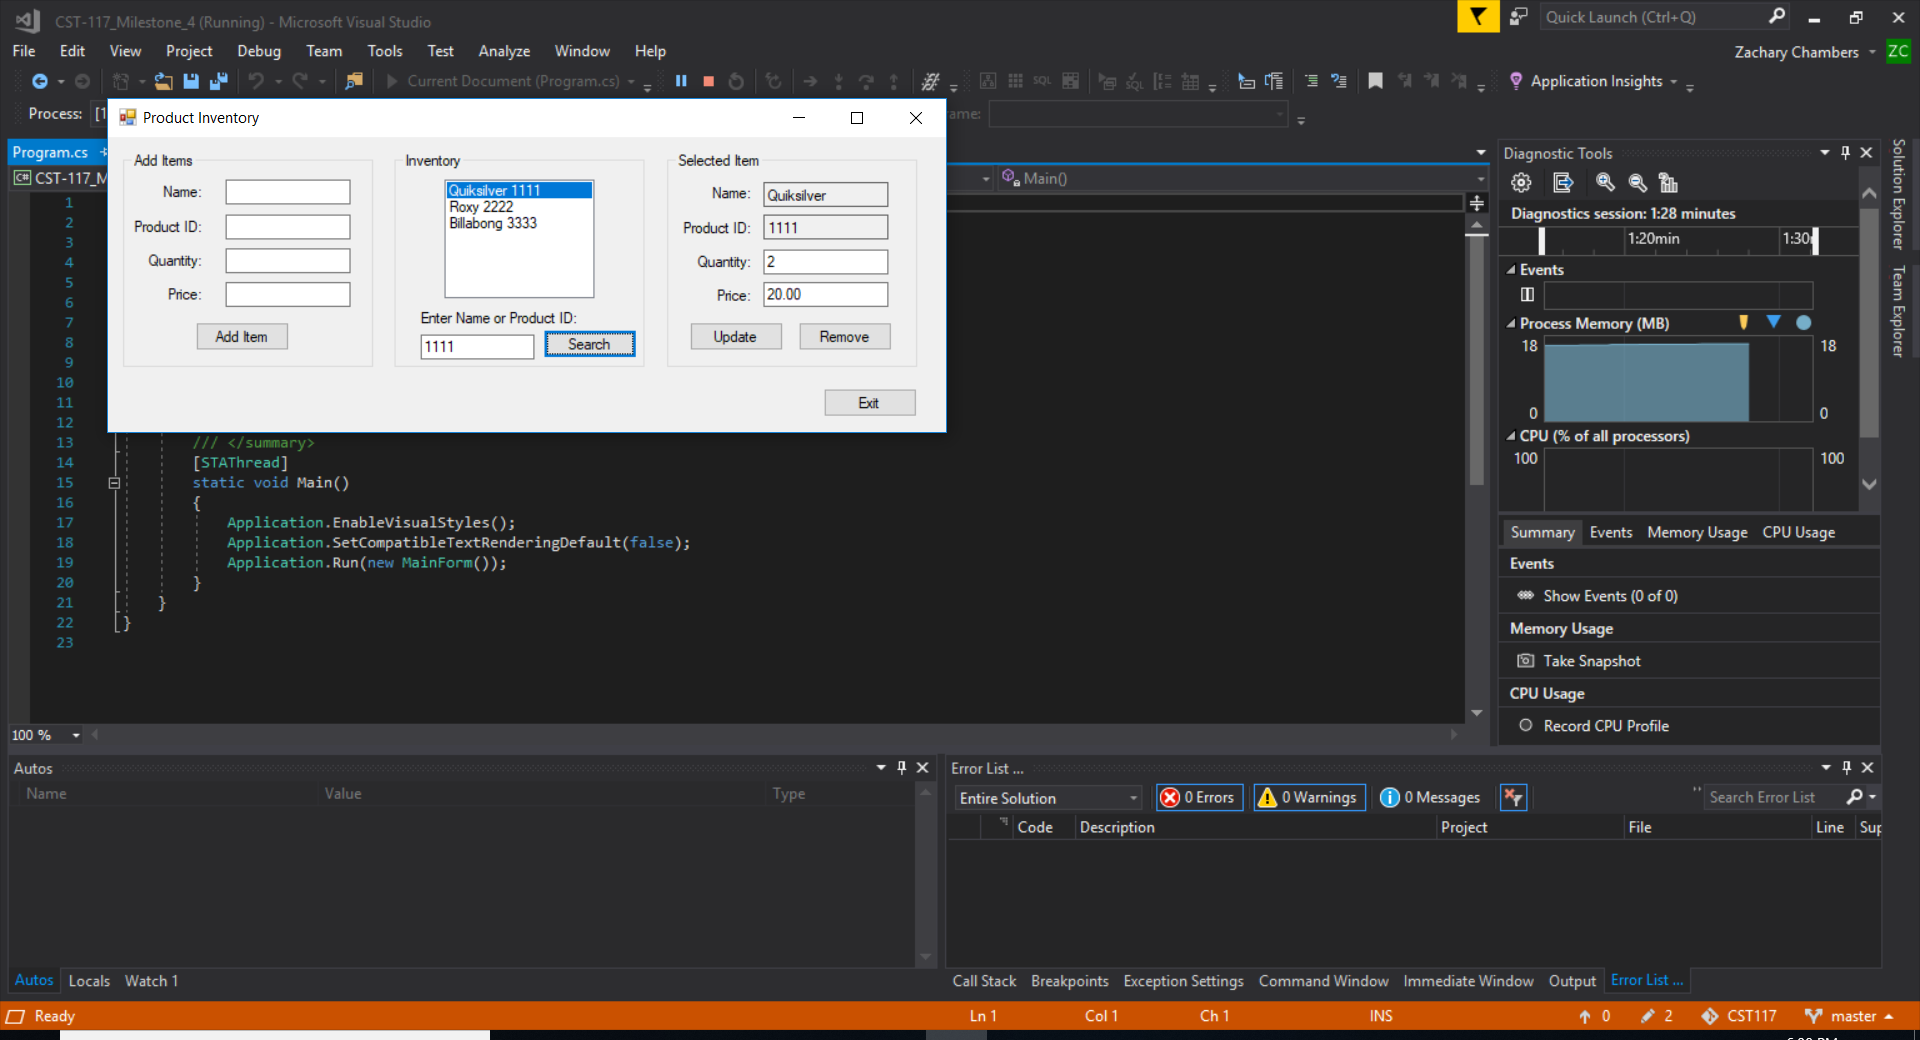 CST-117_Milestone_4 (Running) - Microsoft Visual Studio
Quick Launch (Ctrl+Q)
File Edit View Project Debug Team Tools Test Analyze Window Help
Zachary Chambers ZC
Current Document (Program.cs)
SQL
Application Insights
Process: [1
ame:
Product Inventory
Program.cs
CST-117_M
Main()
Add Items
Name:
Product ID:
Quantity:
Price:
Add Item
Inventory
Quiksilver 1111
Roxy 2222
Billabong 3333
Enter Name or Product ID:
1111 Search
Selected Item
Name: Quiksilver
Product ID: 1111
Quantity: 2
Price: 20.00
Update Remove
Exit
1
2
3
4
5
6
7
8
9
10
11
12
13 /// </summary>
14 [STAThread]
15 static void Main()
16 {
17 Application.EnableVisualStyles();
18 Application.SetCompatibleTextRenderingDefault(false);
19 Application.Run(new MainForm());
20 }
21 }
22 }
23
100 %
Diagnostic Tools
Diagnostics session: 1:28 minutes
1:20min 1:30
Events
Process Memory (MB)
18 18
0 0
CPU (% of all processors)
100 100
Summary Events Memory Usage CPU Usage
Events
Show Events (0 of 0)
Memory Usage
Take Snapshot
CPU Usage
Record CPU Profile
Solution Explorer
Team Explorer
Autos
Name Value Type
Autos Locals Watch 1
Error List ...
Entire Solution 0 Errors 0 Warnings 0 Messages Search Error List
Code Description Project File Line Sup
Call Stack Breakpoints Exception Settings Command Window Immediate Window Output Error List ...
Ready Ln 1 Col 1 Ch 1 INS 0 2 CST117 master